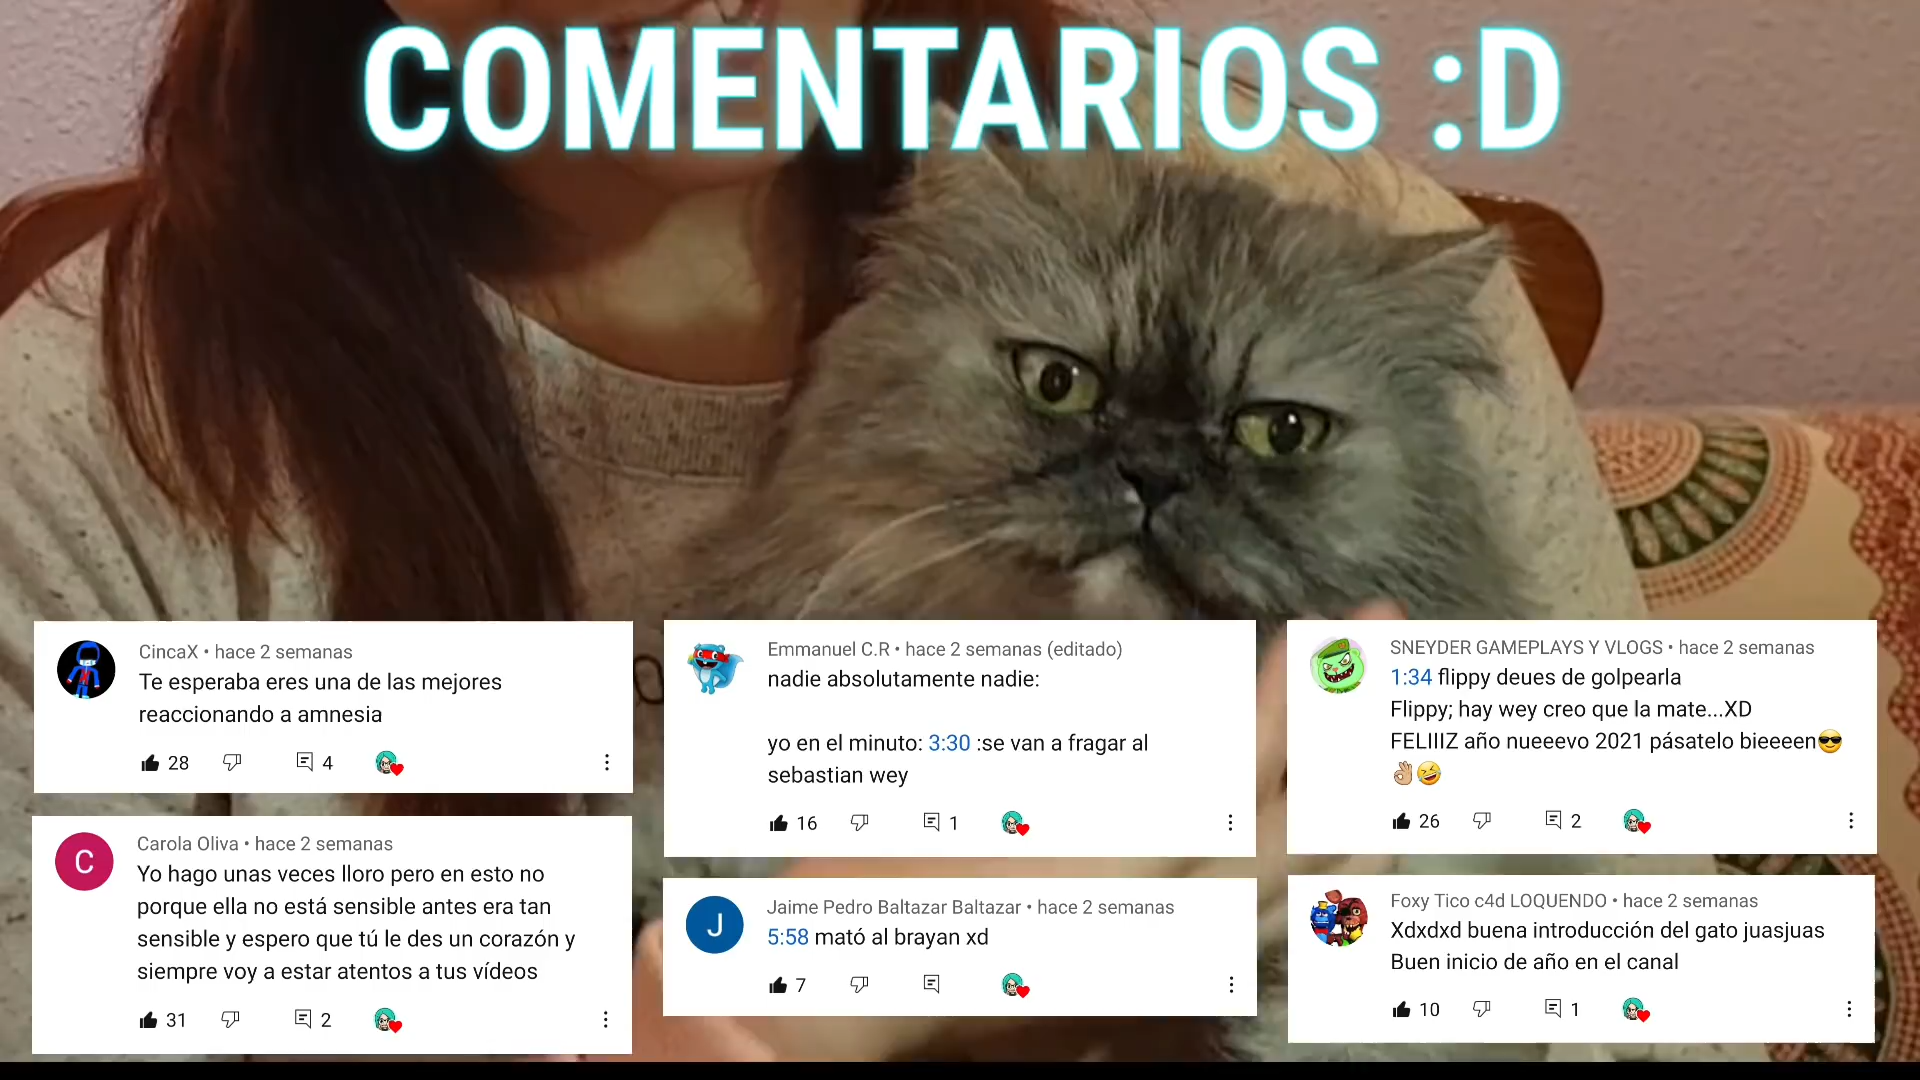 COMENTARIOS :D
CincaX • hace 2 semanas
Te esperaba eres una de las mejores
reaccionando a amnesia
28
4
Carola Oliva • hace 2 semanas
C
Yo hago unas veces lloro pero en esto no
porque ella no está sensible antes era tan
sensible y espero que tú le des un corazón y
siempre voy a estar atentos a tus vídeos
31
2
Emmanuel C.R • hace 2 semanas (editado)
nadie absolutamente nadie:
yo en el minuto: 3:30 :se van a fragar al
sebastian wey
16
1
Jaime Pedro Baltazar Baltazar • hace 2 semanas
J
5:58 mató al brayan xd
7
SNEYDER GAMEPLAYS Y VLOGS • hace 2 semanas
1:34 flippy deues de golpearla
Flippy; hay wey creo que la mate...XD
FELIIIZ año nueeevo 2021 pásatelo bieeeen😎
👌🏼🤣
26
2
Foxy Tico c4d LOQUENDO • hace 2 semanas
Xdxdxd buena introducción del gato juasjuas
Buen inicio de año en el canal
10
1